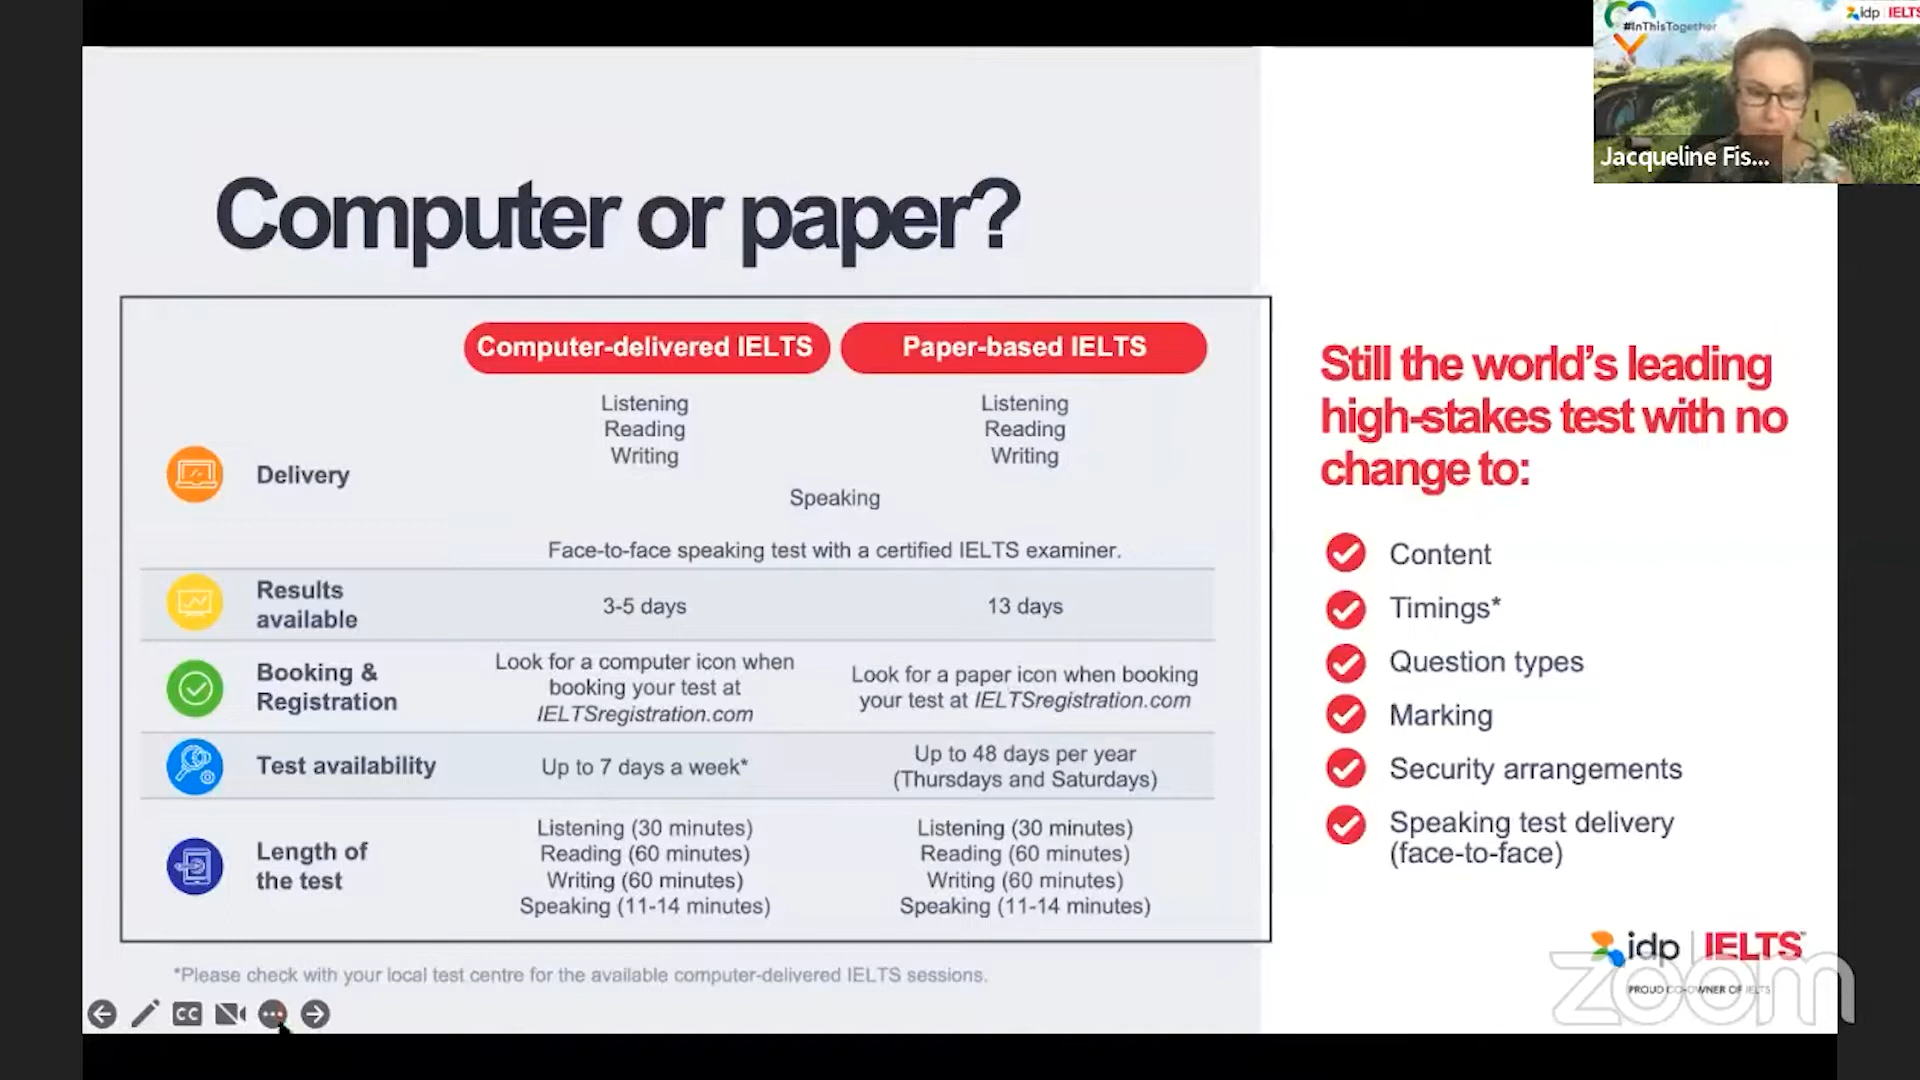 #InThisTogether
idp IELTS
Jacqueline Fis...
Computer or paper?
Computer-delivered IELTS
Paper-based IELTS
Delivery
Listening
Reading
Writing
Listening
Reading
Writing
Speaking
Face-to-face speaking test with a certified IELTS examiner.
Results
available
3-5 days
13 days
Booking &
Registration
Look for a computer icon when
booking your test at
IELTSregistration.com
Look for a paper icon when booking
your test at IELTSregistration.com
Test availability
Up to 7 days a week*
Up to 48 days per year
(Thursdays and Saturdays)
Length of
the test
Listening (30 minutes)
Reading (60 minutes)
Writing (60 minutes)
Speaking (11-14 minutes)
Listening (30 minutes)
Reading (60 minutes)
Writing (60 minutes)
Speaking (11-14 minutes)
*Please check with your local test centre for the available computer-delivered IELTS sessions.
Still the world's leading
high-stakes test with no
change to:
Content
Timings*
Question types
Marking
Security arrangements
Speaking test delivery
(face-to-face)
idp IELTS™
PROUD CO-OWNER OF IELTS
zoom
CC